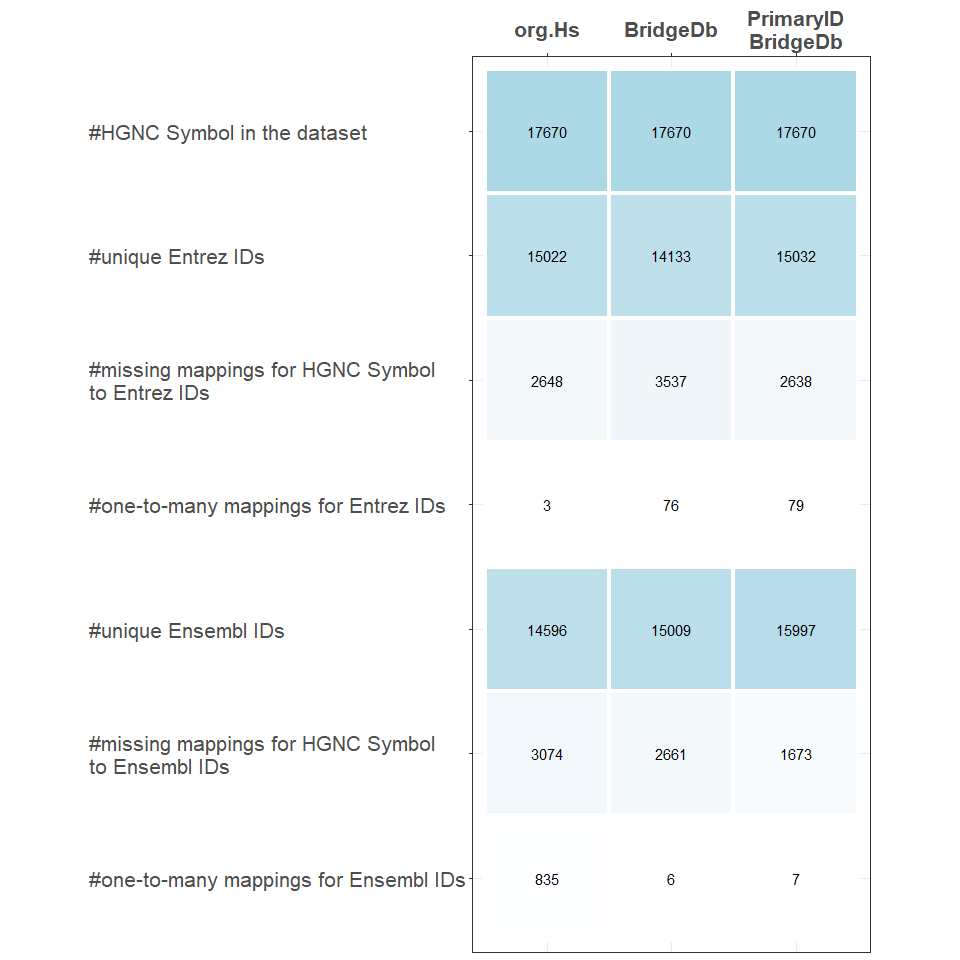 org.Hs BridgeDb PrimaryID
BridgeDb
#HGNC Symbol in the dataset 17670 17670 17670
#unique Entrez IDs 15022 14133 15032
#missing mappings for HGNC Symbol
to Entrez IDs 2648 3537 2638
#one-to-many mappings for Entrez IDs 3 76 79
#unique Ensembl IDs 14596 15009 15997
#missing mappings for HGNC Symbol
to Ensembl IDs 3074 2661 1673
#one-to-many mappings for Ensembl IDs 835 6 7